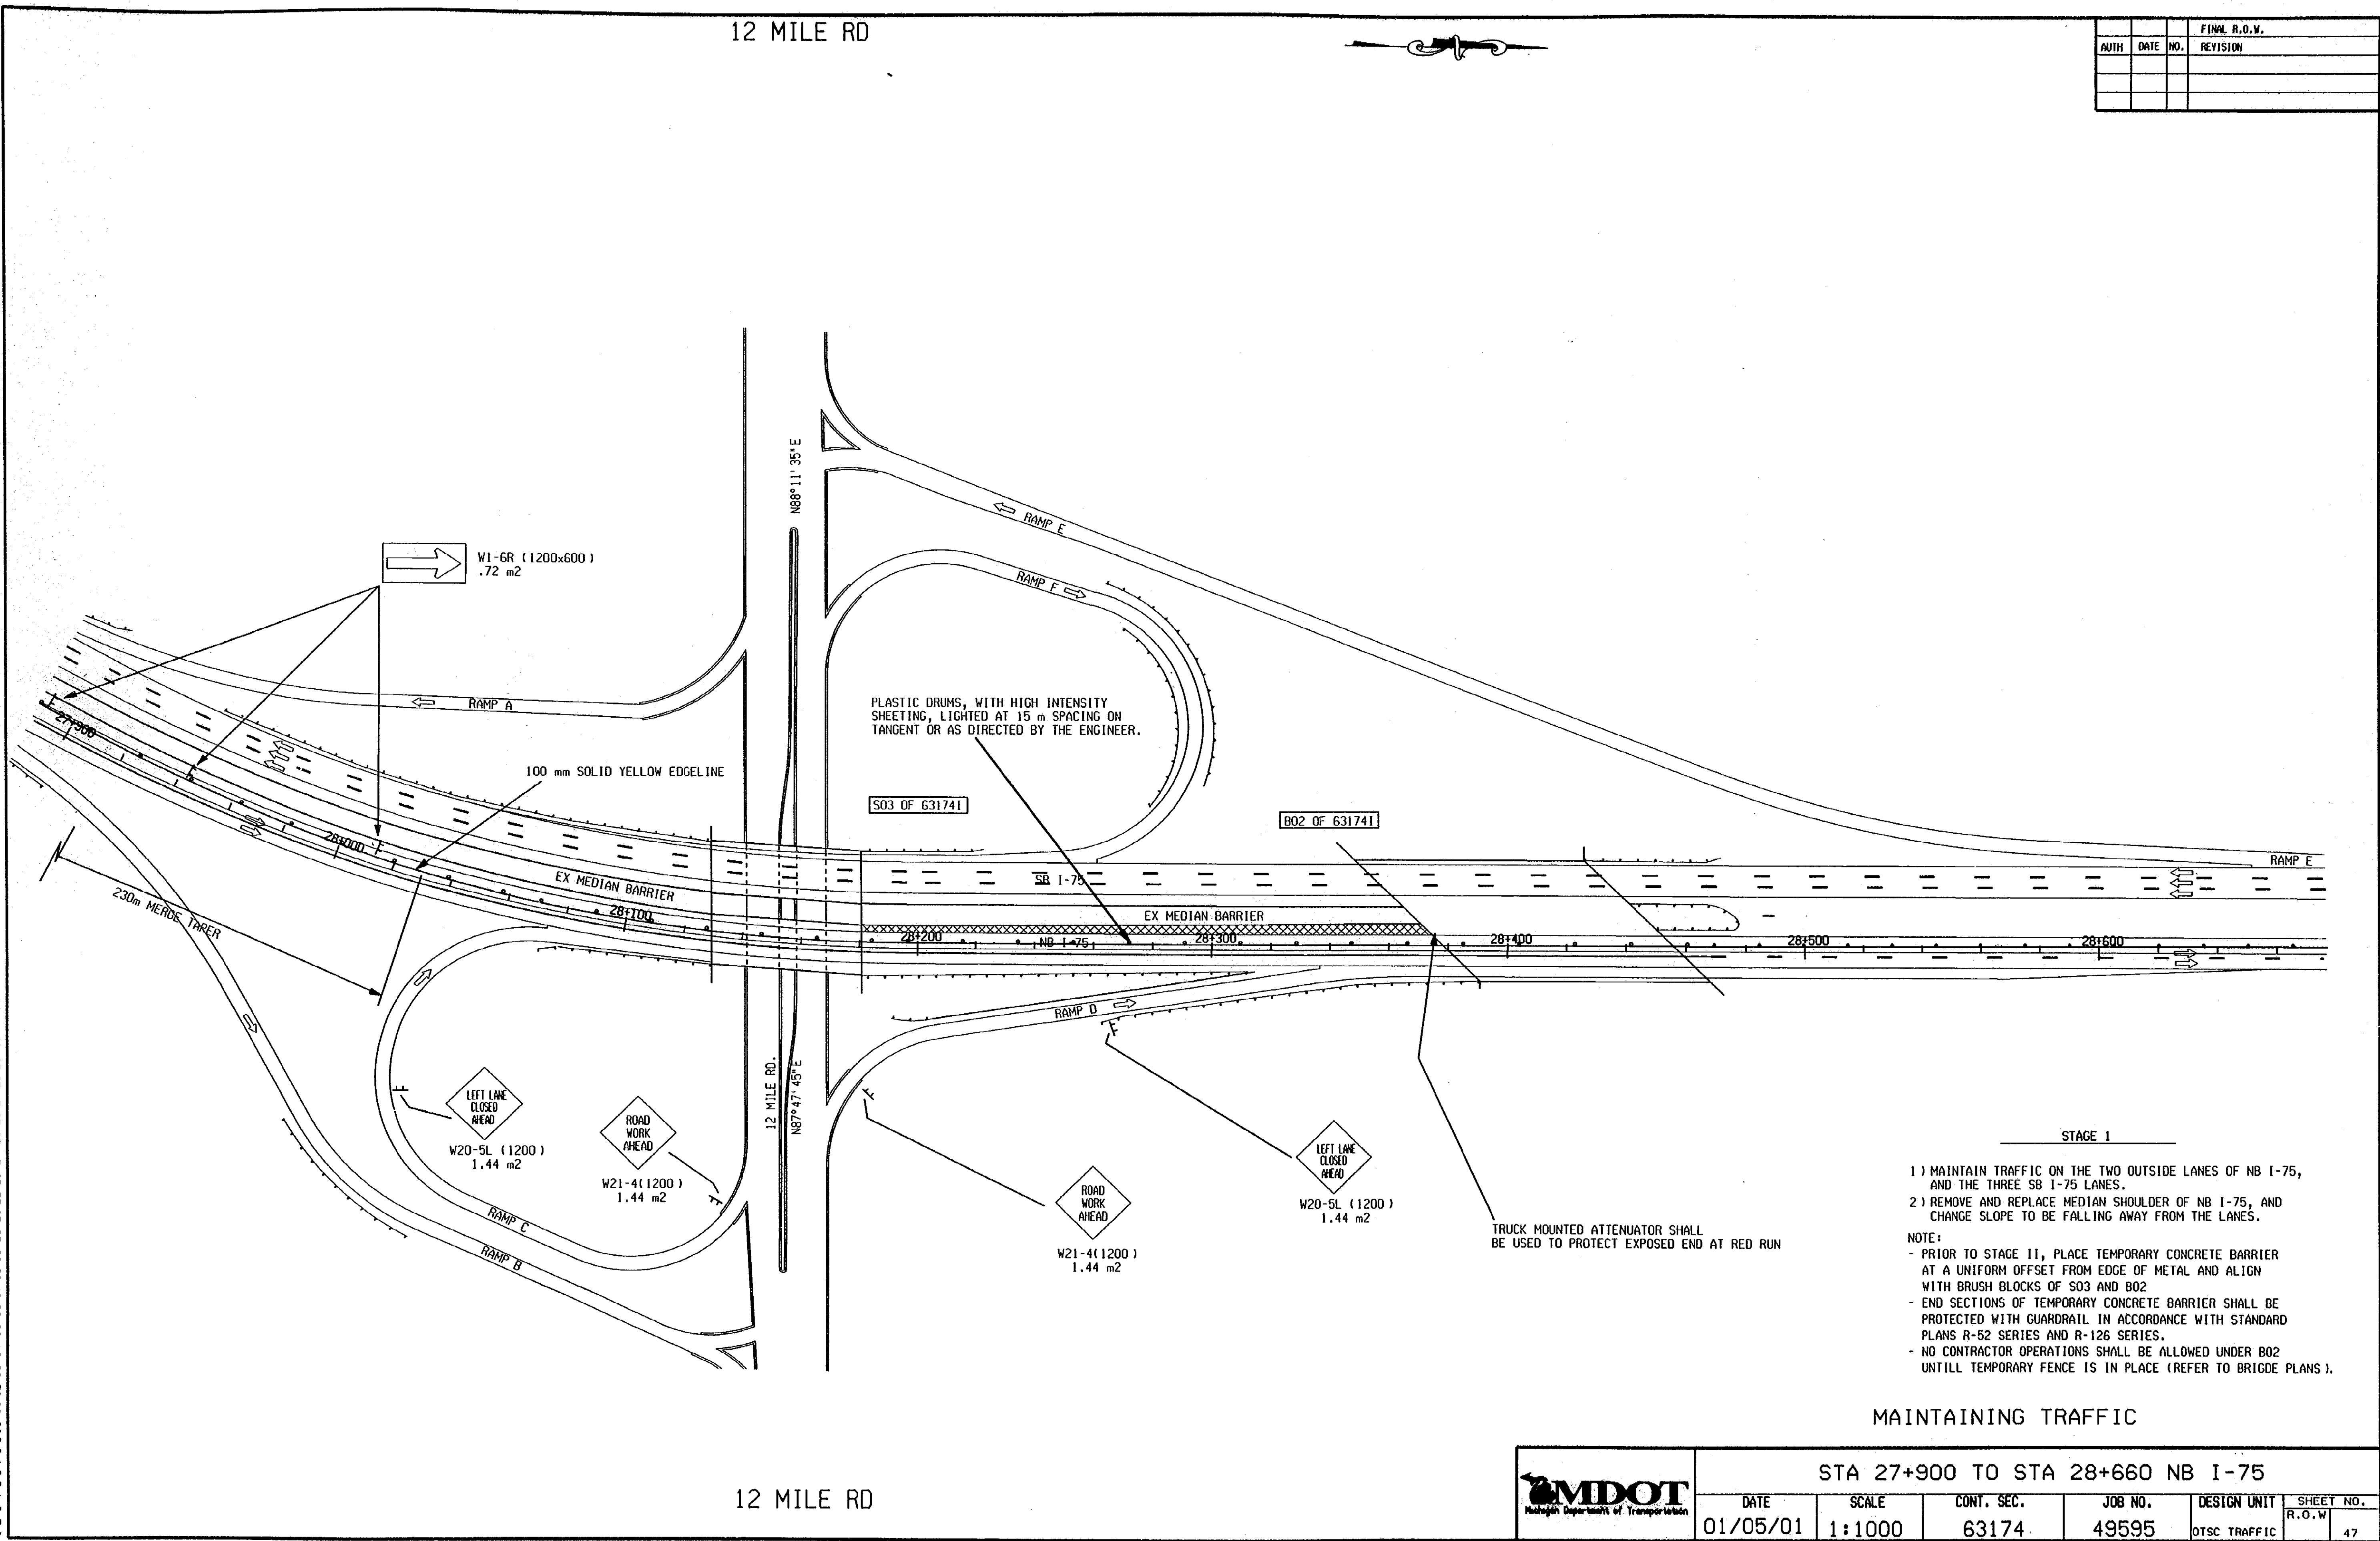 12 MILE RD
FINAL R.O.W.
AUTH DATE NO. REVISION
N88°11'35"E
W1-6R (1200x600)
.72 m2
RAMP E
RAMP F
RAMP A
PLASTIC DRUMS, WITH HIGH INTENSITY
SHEETING, LIGHTED AT 15 m SPACING ON
TANGENT OR AS DIRECTED BY THE ENGINEER.
27+900
100 mm SOLID YELLOW EDGELINE
S03 OF 63174I
B02 OF 63174I
28+000
RAMP E
SB I-75
EX MEDIAN BARRIER
28+100
EX MEDIAN BARRIER
230m MERGE TAPER
28+200
NB I-75
28+300
28+400
28+500
28+600
RAMP D
12 MILE RD.
N87°47'45"E
LEFT LANE
CLOSED
AHEAD
W20-5L (1200)
1.44 m2
ROAD
WORK
AHEAD
W21-4(1200)
1.44 m2
ROAD
WORK
AHEAD
W21-4(1200)
1.44 m2
LEFT LANE
CLOSED
AHEAD
W20-5L (1200)
1.44 m2
RAMP C
RAMP B
TRUCK MOUNTED ATTENUATOR SHALL
BE USED TO PROTECT EXPOSED END AT RED RUN
STAGE 1
1) MAINTAIN TRAFFIC ON THE TWO OUTSIDE LANES OF NB I-75,
AND THE THREE SB I-75 LANES.
2) REMOVE AND REPLACE MEDIAN SHOULDER OF NB I-75, AND
CHANGE SLOPE TO BE FALLING AWAY FROM THE LANES.
NOTE:
- PRIOR TO STAGE II, PLACE TEMPORARY CONCRETE BARRIER
AT A UNIFORM OFFSET FROM EDGE OF METAL AND ALIGN
WITH BRUSH BLOCKS OF S03 AND B02
- END SECTIONS OF TEMPORARY CONCRETE BARRIER SHALL BE
PROTECTED WITH GUARDRAIL IN ACCORDANCE WITH STANDARD
PLANS R-52 SERIES AND R-126 SERIES.
- NO CONTRACTOR OPERATIONS SHALL BE ALLOWED UNDER B02
UNTILL TEMPORARY FENCE IS IN PLACE (REFER TO BRIGDE PLANS).
MAINTAINING TRAFFIC
12 MILE RD
MDOT
Michigan Department of Transportation
STA 27+900 TO STA 28+660 NB I-75
DATE SCALE CONT. SEC. JOB NO. DESIGN UNIT SHEET NO.
01/05/01 1:1000 63174 49595 OTSC TRAFFIC R.O.W 47